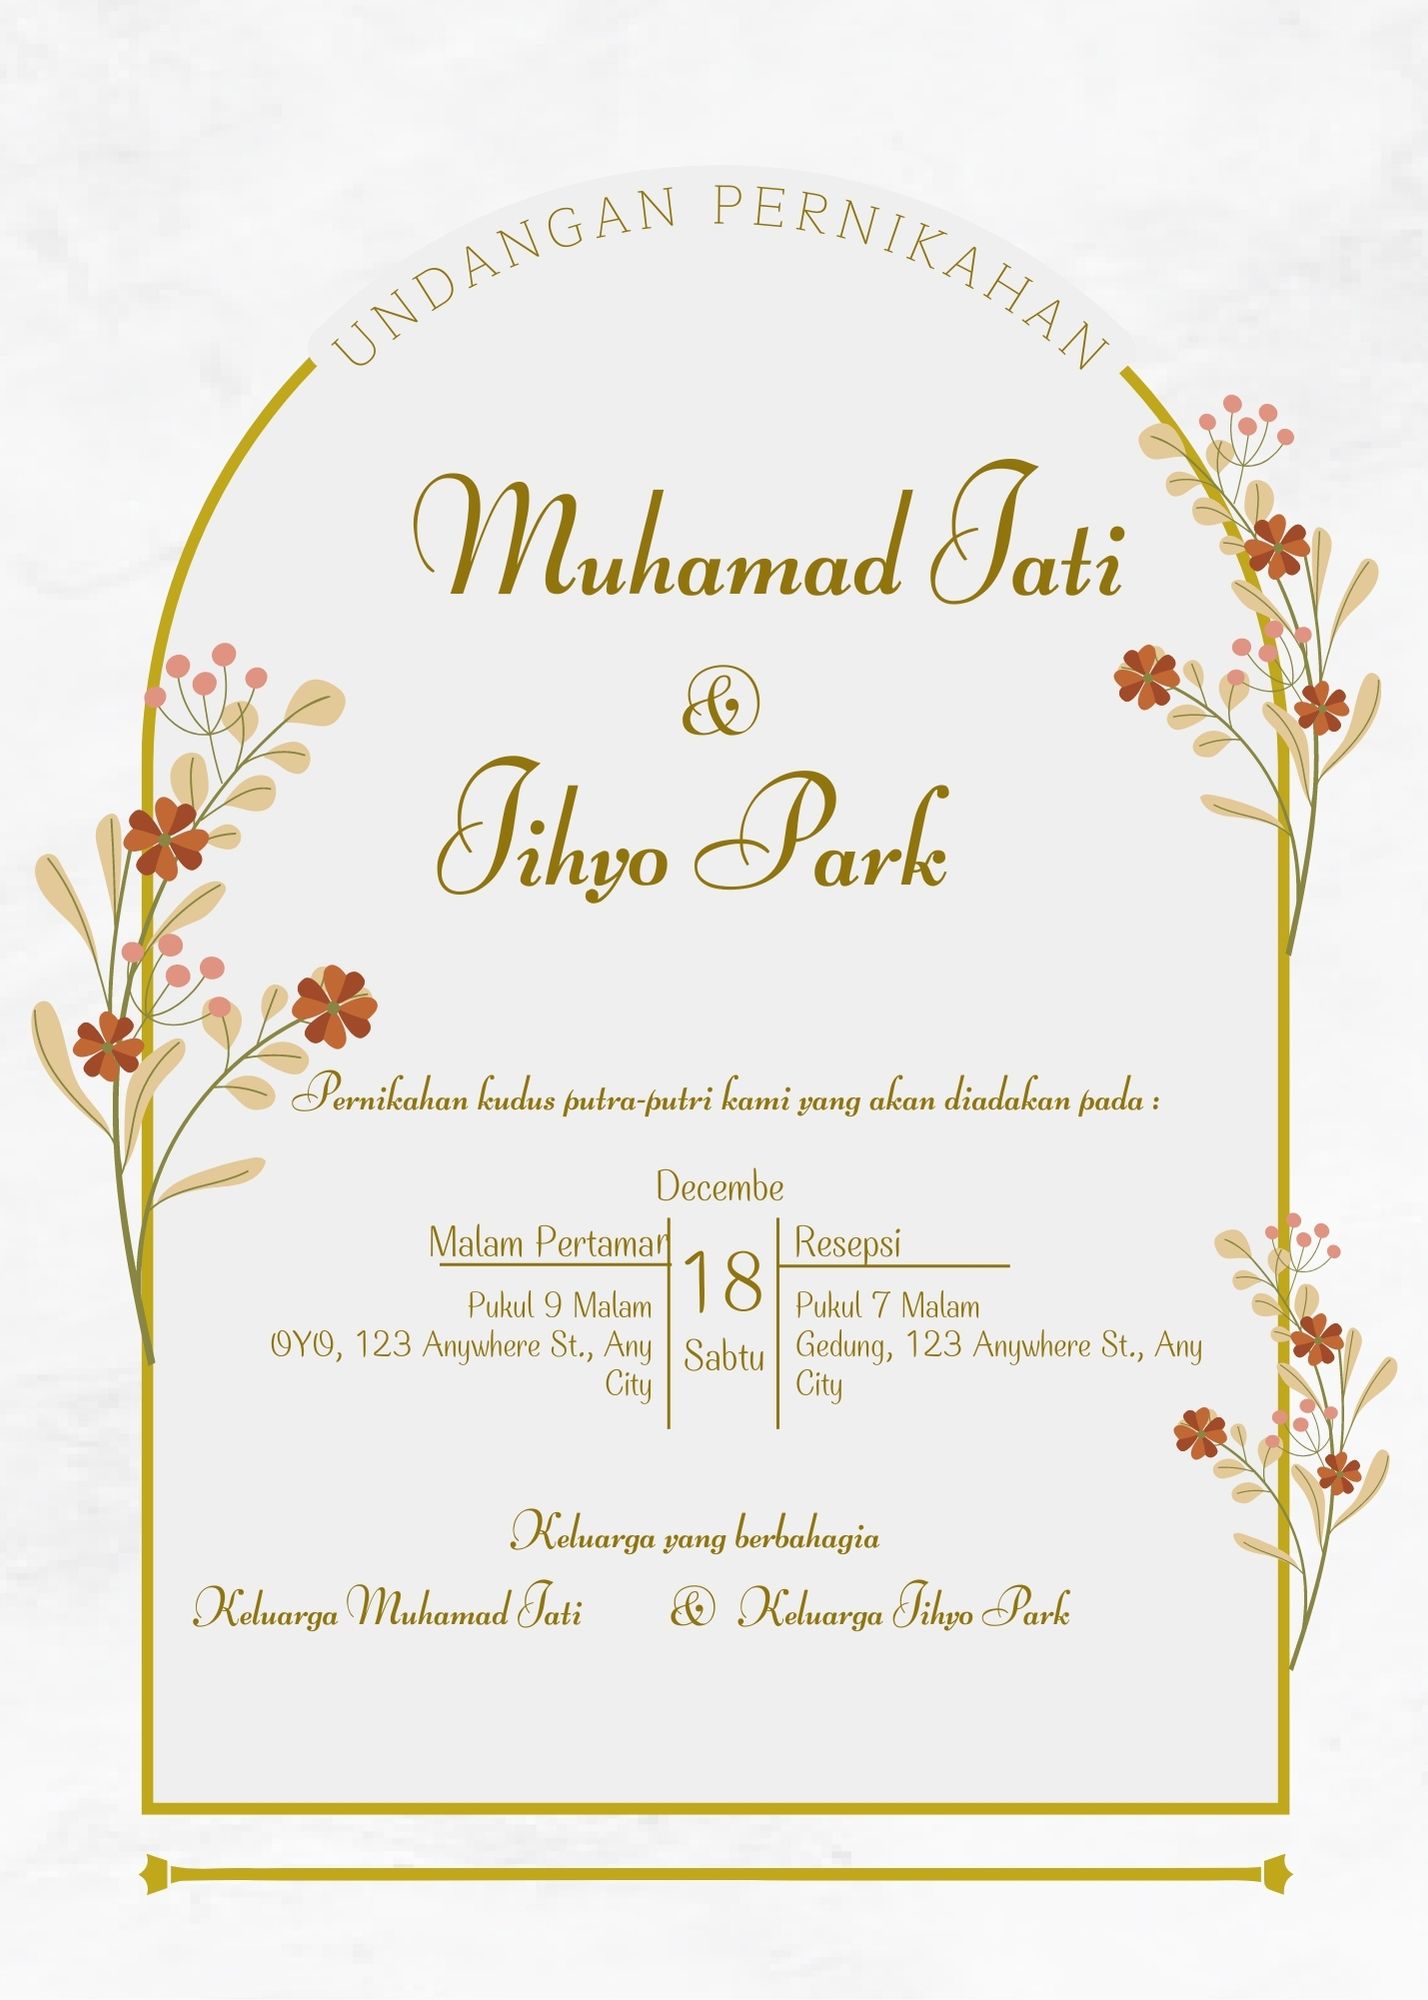 UNDANGAN PERNIKAHAN
Muhamad Jati
&
Jihyo Park
Pernikahan kudus putra-putri kami yang akan diadakan pada :
Decembe
Malam Pertamar
Pukul 9 Malam
OYO, 123 Anywhere St., Any
City
18
Sabtu
Resepsi
Pukul 7 Malam
Gedung, 123 Anywhere St., Any
City
Keluarga yang berbahagia
Keluarga Muhamad Jati & Keluarga Jihyo Park